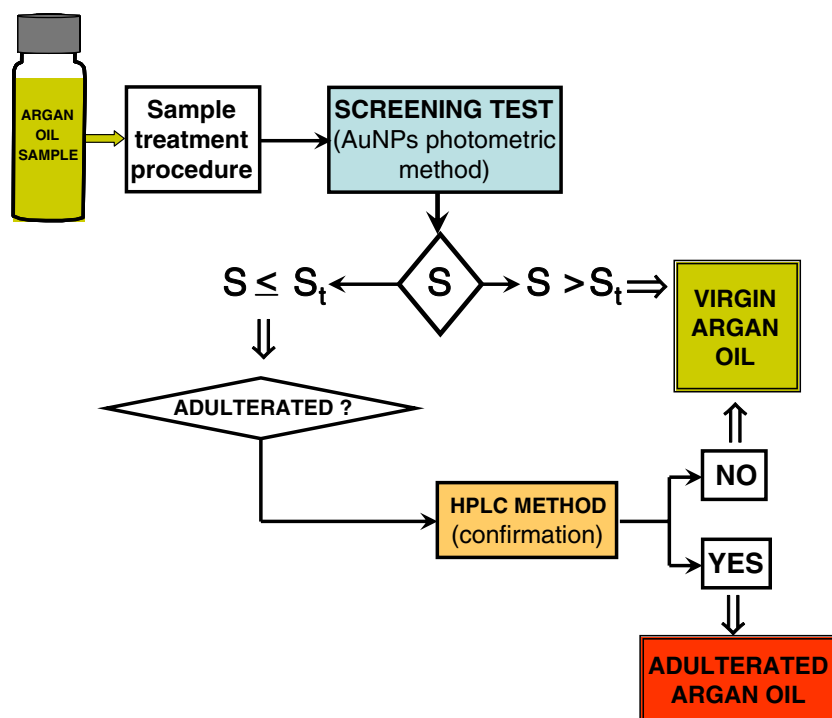 ARGAN
OIL
SAMPLE
Sample
treatment
procedure
SCREENING TEST
(AuNPs photometric
method)
S ≤ St
S
S > St
VIRGIN
ARGAN
OIL
ADULTERATED ?
HPLC METHOD
(confirmation)
NO
YES
ADULTERATED
ARGAN OIL